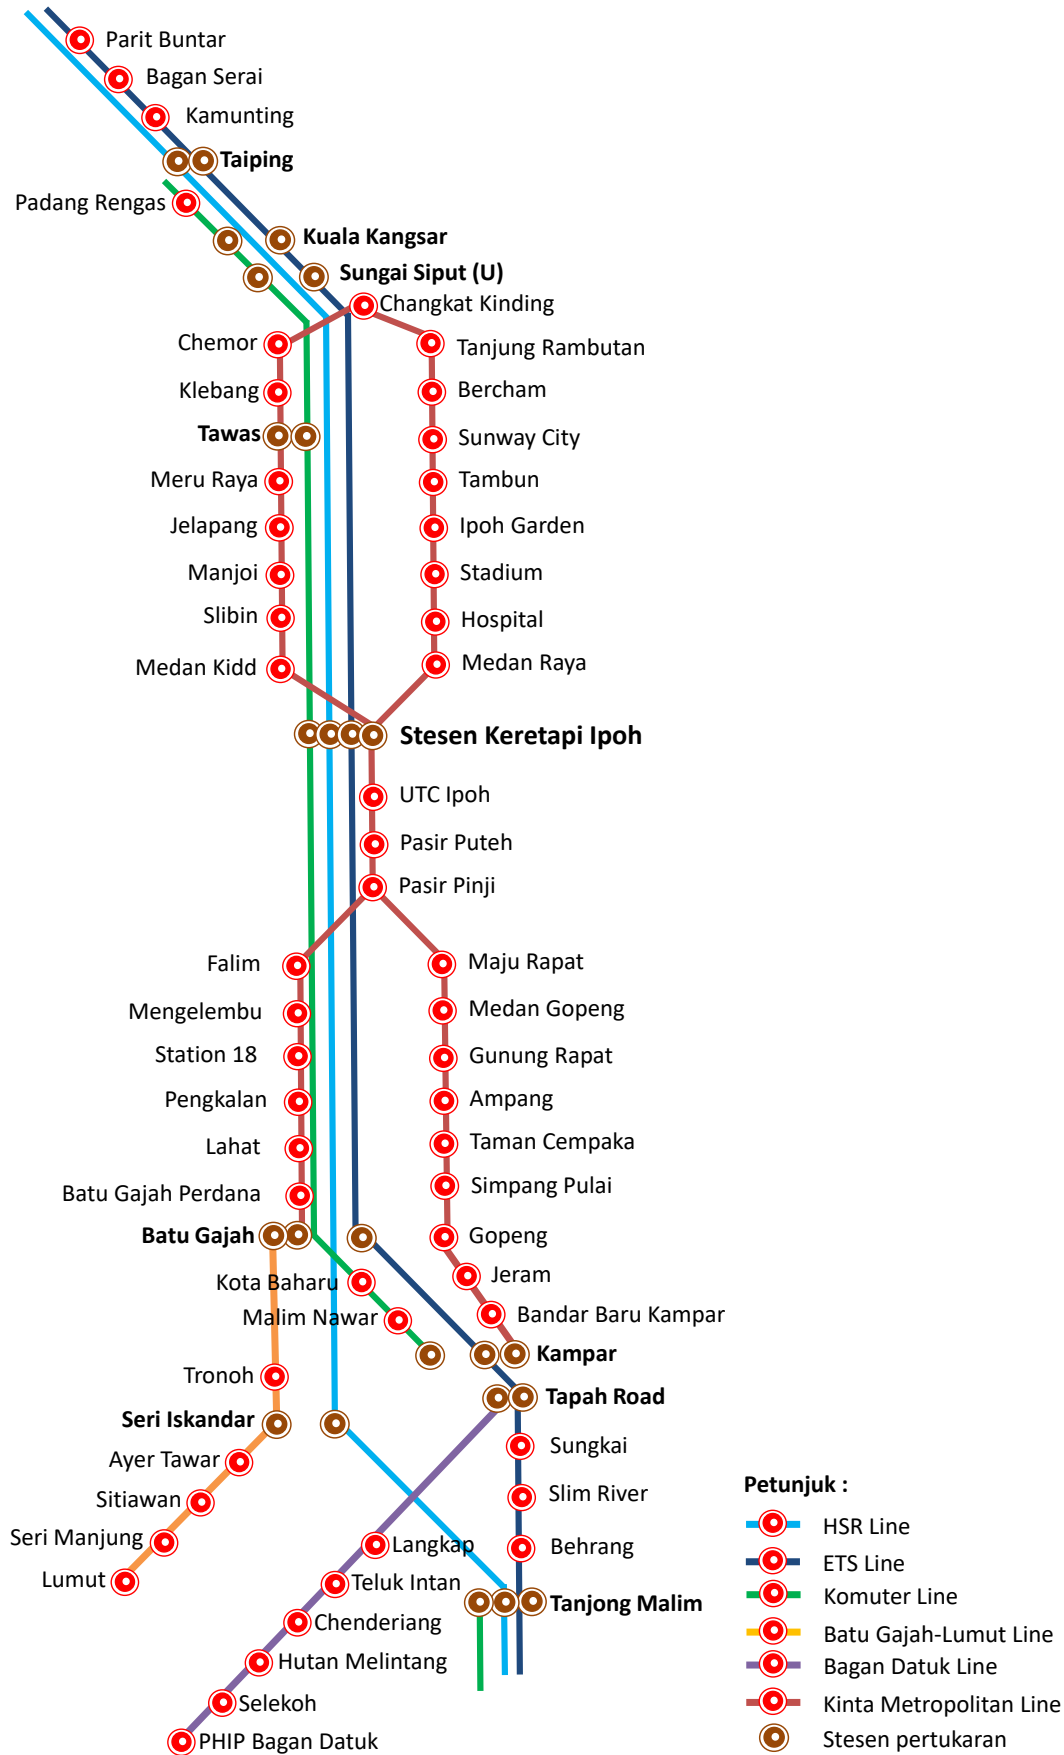 Parit Buntar
Bagan Serai
Kamunting
Taiping
Padang Rengas
Kuala Kangsar
Sungai Siput (U)
Changkat Kinding
Chemor
Tanjung Rambutan
Klebang
Bercham
Tawas
Sunway City
Meru Raya
Tambun
Jelapang
Ipoh Garden
Manjoi
Stadium
Slibin
Hospital
Medan Kidd
Medan Raya
Stesen Keretapi Ipoh
UTC Ipoh
Pasir Puteh
Pasir Pinji
Falim
Maju Rapat
Mengelembu
Medan Gopeng
Station 18
Gunung Rapat
Pengkalan
Ampang
Lahat
Taman Cempaka
Batu Gajah Perdana
Simpang Pulai
Batu Gajah
Gopeng
Kota Baharu
Jeram
Malim Nawar
Bandar Baru Kampar
Kampar
Tronoh
Tapah Road
Seri Iskandar
Ayer Tawar
Sungkai
Sitiawan
Slim River
Seri Manjung
Langkap
Behrang
Lumut
Teluk Intan
Tanjong Malim
Chenderiang
Hutan Melintang
Selekoh
PHIP Bagan Datuk
Petunjuk :
HSR Line
ETS Line
Komuter Line
Batu Gajah-Lumut Line
Bagan Datuk Line
Kinta Metropolitan Line
Stesen pertukaran